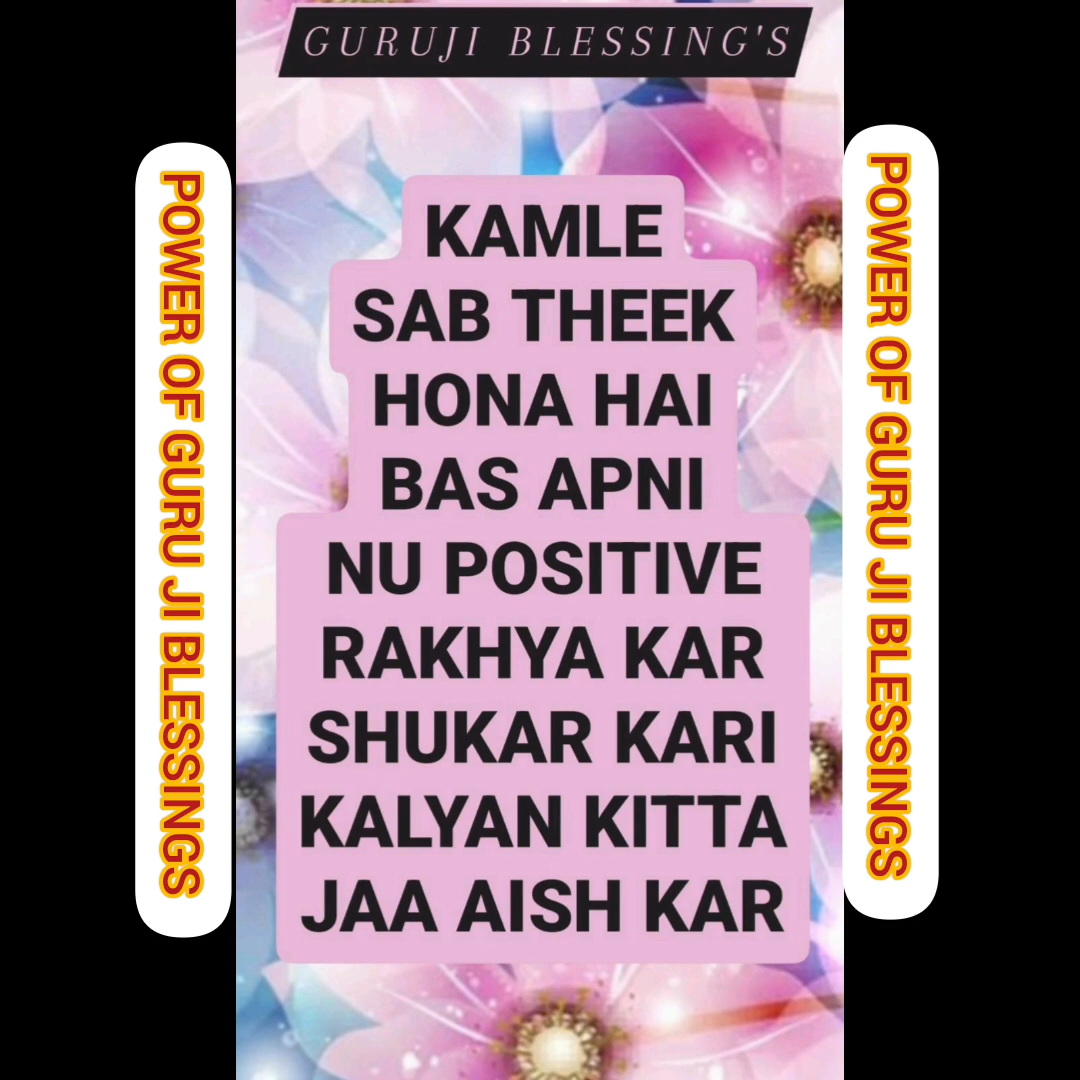 GURUJI BLESSING'S
KAMLE
SAB THEEK
HONA HAI
BAS APNI
NU POSITIVE
RAKHYA KAR
SHUKAR KARI
KALYAN KITTA
JAA AISH KAR
POWER OF GURU JI BLESSINGS
POWER OF GURU JI BLESSINGS